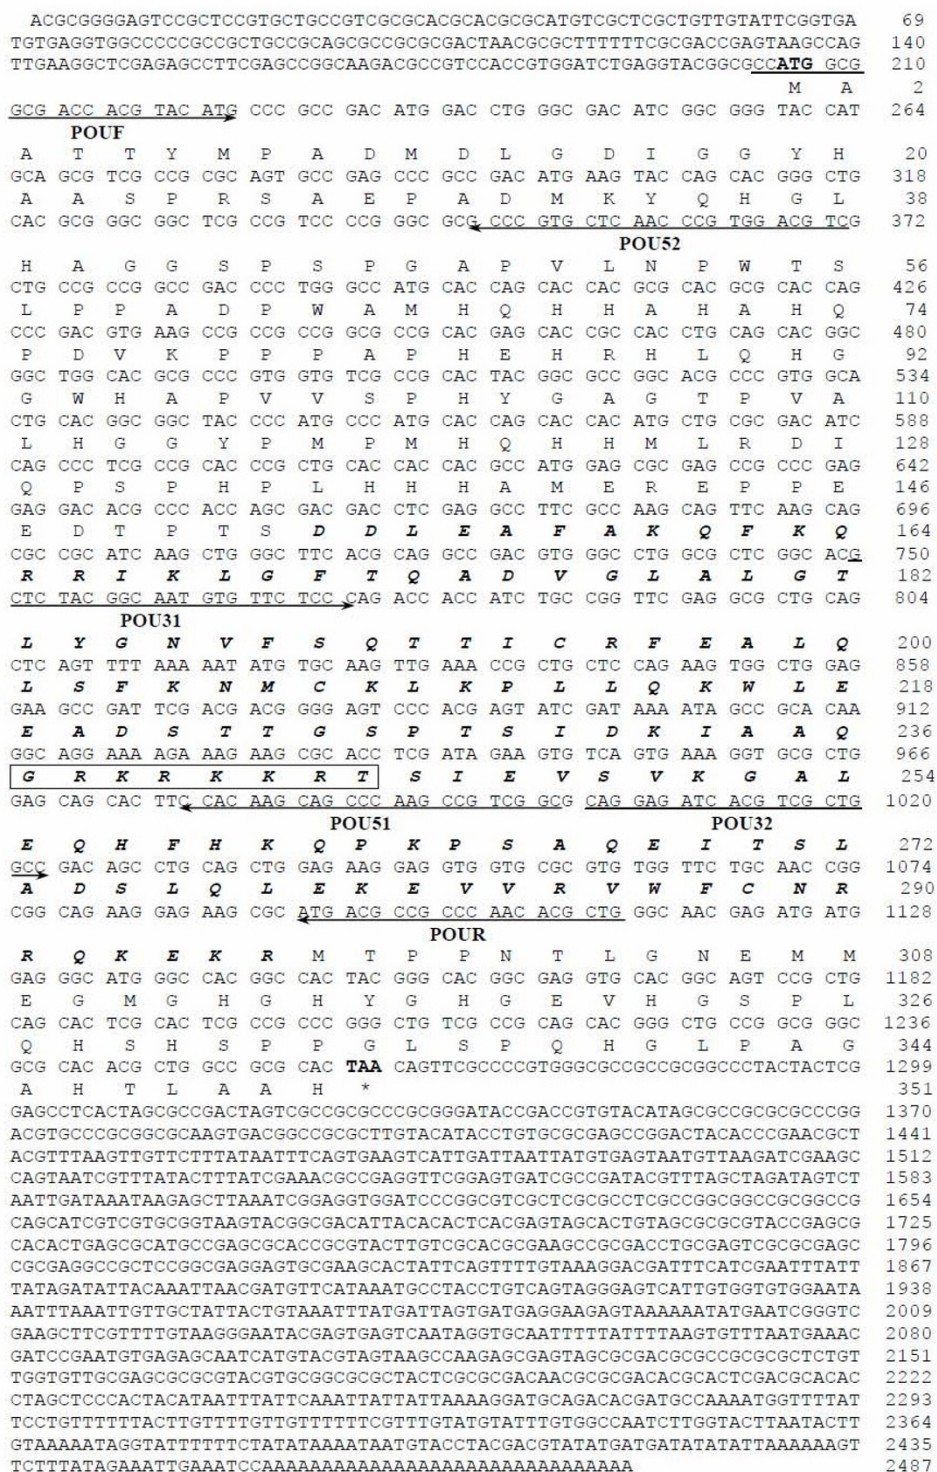 ACGCGGGGAGTCCGCTCCGTGCTGCCGTCGCGCACGCACGCGCATGTCGCTCGCTGTTGTATTCGGTGA 69
TGTGAGGTGGCCCCCGCCGCTGCCGCAGCGCCGCGCGACTAACGCGCTTTTTTCGCGACCGAGTAAGCCAG 140
TTGAAGGCTCGAGAGCCTTCGAGCCGGCAAGACGCCGTCCACCGTGGATCTGAGGTACGGCGCCATG GCG 210
M A 2
GCG ACC ACG TAC ATG CCC GCC GAC ATG GAC CTG GGC GAC ATC GGC GGG TAC CAT 264
POUF
A T T Y M P A D M D L G D I G G Y H 20
GCA GCG TCG CCG CGC AGT GCC GAG CCC GCC GAC ATG AAG TAC CAG CAC GGG CTG 318
A A S P R S A E P A D M K Y Q H G L 38
CAC GCG GGC GGC TCG CCG TCC CCG GGC GCG CCC GTG CTC AAC CCG TGG ACG TCG 372
POU52
H A G G S P S P G A P V L N P W T S 56
CTG CCG CCG GCC GAC CCC TGG GCC ATG CAC CAG CAC CAC GCG CAC GCG CAC CAG 426
L P P A D P W A M H Q H H A H A H Q 74
CCC GAC GTG AAG CCG CCG CCG GCG CCG CAC GAG CAC CGC CAC CTG CAG CAC GGC 480
P D V K P P P A P H E H R H L Q H G 92
GGC TGG CAC GCG CCC GTG GTG TCG CCG CAC TAC GGC GCC GGC ACG CCC GTG GCA 534
G W H A P V V S P H Y G A G T P V A 110
CTG CAC GGC GGC TAC CCC ATG CCC ATG CAC CAG CAC CAC ATG CTG CGC GAC ATC 588
L H G G Y P M P M H Q H H M L R D I 128
CAG CCC TCG CCG CAC CCG CTG CAC CAC CAC GCC ATG GAG CGC GAG CCG CCC GAG 642
Q P S P H P L H H H A M E R E P P E 146
GAG GAC ACG CCC ACC AGC GAC GAC CTC GAG GCC TTC GCC AAG CAG TTC AAG CAG 696
E D T P T S D D L E A F A K Q F K Q 164
CGC CGC ATC AAG CTG GGC TTC ACG CAG GCC GAC GTG GGC CTG GCG CTC GGC ACG 750
R R I K L G F T Q A D V G L A L G T 182
CTC TAC GGC AAT GTG TTC TCC CAG ACC ACC ATC TGC CGG TTC GAG GCG CTG CAG 804
POU31
L Y G N V F S Q T T I C R F E A L Q 200
CTC AGT TTT AAA AAT ATG TGC AAG TTG AAA CCG CTG CTC CAG AAG TGG CTG GAG 858
L S F K N M C K L K P L L Q K W L E 218
GAA GCC GAT TCG ACG ACG GGG AGT CCC ACG AGT ATC GAT AAA ATA GCC GCA CAA 912
E A D S T T G S P T S I D K I A A Q 236
GGC AGG AAA AGA AAG AAG CGC ACC TCG ATA GAA GTG TCA GTG AAA GGT GCG CTG 966
G R K R K K R T S I E V S V K G A L 254
GAG CAG CAC TTC CAC AAG CAG CCC AAG CCG TCG GCG CAG GAG ATC ACG TCG CTG 1020
POU51 POU32
E Q H F H K Q P K P S A Q E I T S L 272
GCC GAC AGC CTG CAG CTG GAG AAG GAG GTG GTG CGC GTG TGG TTC TGC AAC CGG 1074
A D S L Q L E K E V V R V W F C N R 290
CGG CAG AAG GAG AAG CGC ATG ACG CCG CCC AAC ACG CTG GGC AAC GAG ATG ATG 1128
POUR
R Q K E K R M T P P N T L G N E M M 308
GAG GGC ATG GGC CAC GGC CAC TAC GGG CAC GGC GAG GTG CAC GGC AGT CCG CTG 1182
E G M G H G H Y G H G E V H G S P L 326
CAG CAC TCG CAC TCG CCG CCC GGG CTG TCG CCG CAG CAC GGG CTG CCG GCG GGC 1236
Q H S H S P P G L S P Q H G L P A G 344
GCG CAC ACG CTG GCC GCG CAC TAA CAGTTCGCCCCGTGGGCGCCGCCGCGGCCCTACTACTCG 1299
A H T L A A H * 351
GAGCCTCACTAGCGCCGACTAGTCGCCGCGCCCGCGGGATACCGACCGTGTACATAGCGCCGCGCGCCCGG 1370
ACGTGCCCGCGGCGCAAGTGACGGCCGCGCTTGTACATACCTGTGCGCGAGCCGGACTACACCCGAACGCT 1441
ACGTTTAAGTTGTTCTTTATAATTTCAGTGAAGTCATTGATTAATTATGTGAGTAATGTTAAGATCGAAGC 1512
CAGTAATCGTTTATACTTTATCGAAACGCCGAGGTTCGGAGTGATCGCCGATACGTTTAGCTAGATAGTCT 1583
AATTGATAAATAAGAGCTTAAATCGGAGGTGGATCCCGGCGTCGCTCGCGCCTCGCCGGCGGCCGCGGCCG 1654
CAGCATCGTCGTGCGGTAAGTACGGCGACATTACACACTCACGAGTAGCACTGTAGCGCGCGTACCGAGCG 1725
CACACTGAGCGCATGCCGAGCGCACCGCGTACTTGTCGCACGCGAAGCCGCGACCTGCGAGTCGCGCGAGC 1796
CGCGAGGCCGCTCCGGCGAGGAGTGCGAAGCACTATTCAGTTTTGTAAAGGACGATTTCATCGAATTTATT 1867
TATAGATATTACAAATTAACGATGTTCATAAATGCCTACCTGTCAGTAGGGAGTCATTGTGGTGTGGAATA 1938
AATTTAAATTGTTGCTATTACTGTAAATTTATGATTAGTGATGAGGAAGAGTAAAAAATATGAATCGGGTC 2009
GAAGCTTCGTTTTGTAAGGGAATACGAGTGAGTCAATAGGTGCAATTTTTATTTTAAGTGTTTAATGAAAC 2080
GATCCGAATGTGAGAGCAATCATGTACGTAGTAAGCCAAGAGCGAGTAGCGCGACGCGCCGCGCGCTCTGT 2151
TGGTGTTGCGAGCGCGCGTACGTGCGGCGCGCTACTCGCGCGACAACGCGCGACACGCACTCGACGCACAC 2222
CTAGCTCCCACTACATAATTTATTCAAATTATTATTAAAAGGATGCAGACACGATGCCAAAATGGTTTTAT 2293
TCCTGTTTTTTACTTGTTTTGTTGTTTTTTCGTTTGTATGTATTTGTGGCCAATCTTGGTACTTAATACTT 2364
GTAAAAATAGGTATTTTTTCTATATAAAATAATGTACCTACGACGTATATGATGATATATATTAAAAAAGT 2435
TCTTTATAGAAATTGAAATCCAAAAAAAAAAAAAAAAAAAAAAAAAAAAAAA 2487